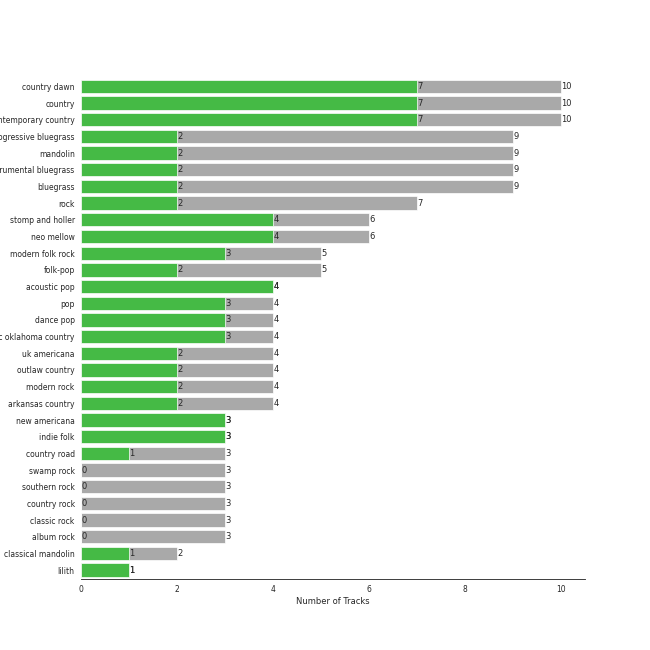 country dawn 7 10
country 7 10
ntemporary country 7 10
ogressive bluegrass 2 9
mandolin 2 9
rumental bluegrass 2 9
bluegrass 2 9
rock 2 7
stomp and holler 4 6
neo mellow 4 6
modern folk rock 3 5
folk-pop 2 5
acoustic pop 4
pop 3 4
dance pop 3 4
c oklahoma country 3 4
uk americana 2 4
outlaw country 2 4
modern rock 2 4
arkansas country 2 4
new americana 3
indie folk 3
country road 1 3
swamp rock 0 3
southern rock 0 3
country rock 0 3
classic rock 0 3
album rock 0 3
classical mandolin 1 2
lilith 1
0 2 4 6 8 10
Number of Tracks